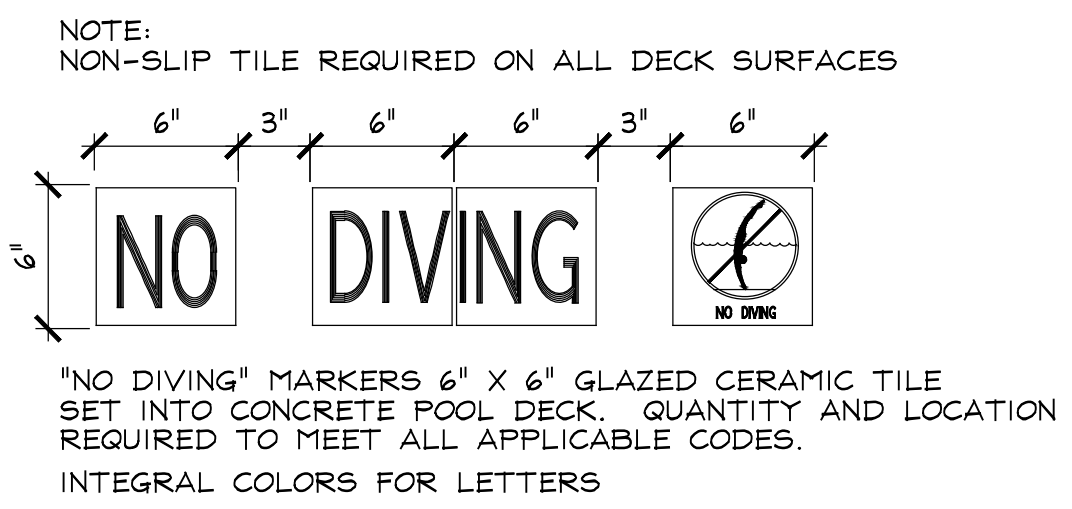 NOTE:
NON-SLIP TILE REQUIRED ON ALL DECK SURFACES
6" 3" 6" 6" 3" 6"
6"
NO DIVING
NO DIVING
"NO DIVING" MARKERS 6" X 6" GLAZED CERAMIC TILE
SET INTO CONCRETE POOL DECK. QUANTITY AND LOCATION
REQUIRED TO MEET ALL APPLICABLE CODES.
INTEGRAL COLORS FOR LETTERS